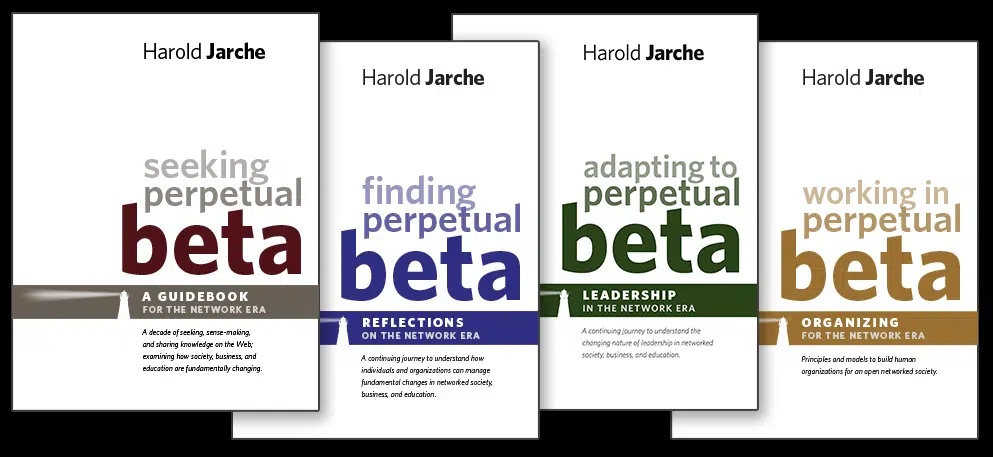 Harold Jarche
seeking
perpetual
beta
A GUIDEBOOK
FOR THE NETWORK ERA
A decade of seeking, sense-making,
and sharing knowledge on the Web;
examining how society, business, and
education are fundamentally changing.
Harold Jarche
finding
perpetual
beta
REFLECTIONS
ON THE NETWORK ERA
A continuing journey to understand how
individuals and organizations can manage
fundamental changes in networked society,
business, and education.
Harold Jarche
adapting to
perpetual
beta
LEADERSHIP
IN THE NETWORK ERA
A continuing journey to understand the
changing nature of leadership in networked
society, business, and education.
Harold Jarche
working in
perpetual
beta
ORGANIZING
FOR THE NETWORK ERA
Principles and models to build human
organizations for an open networked society.